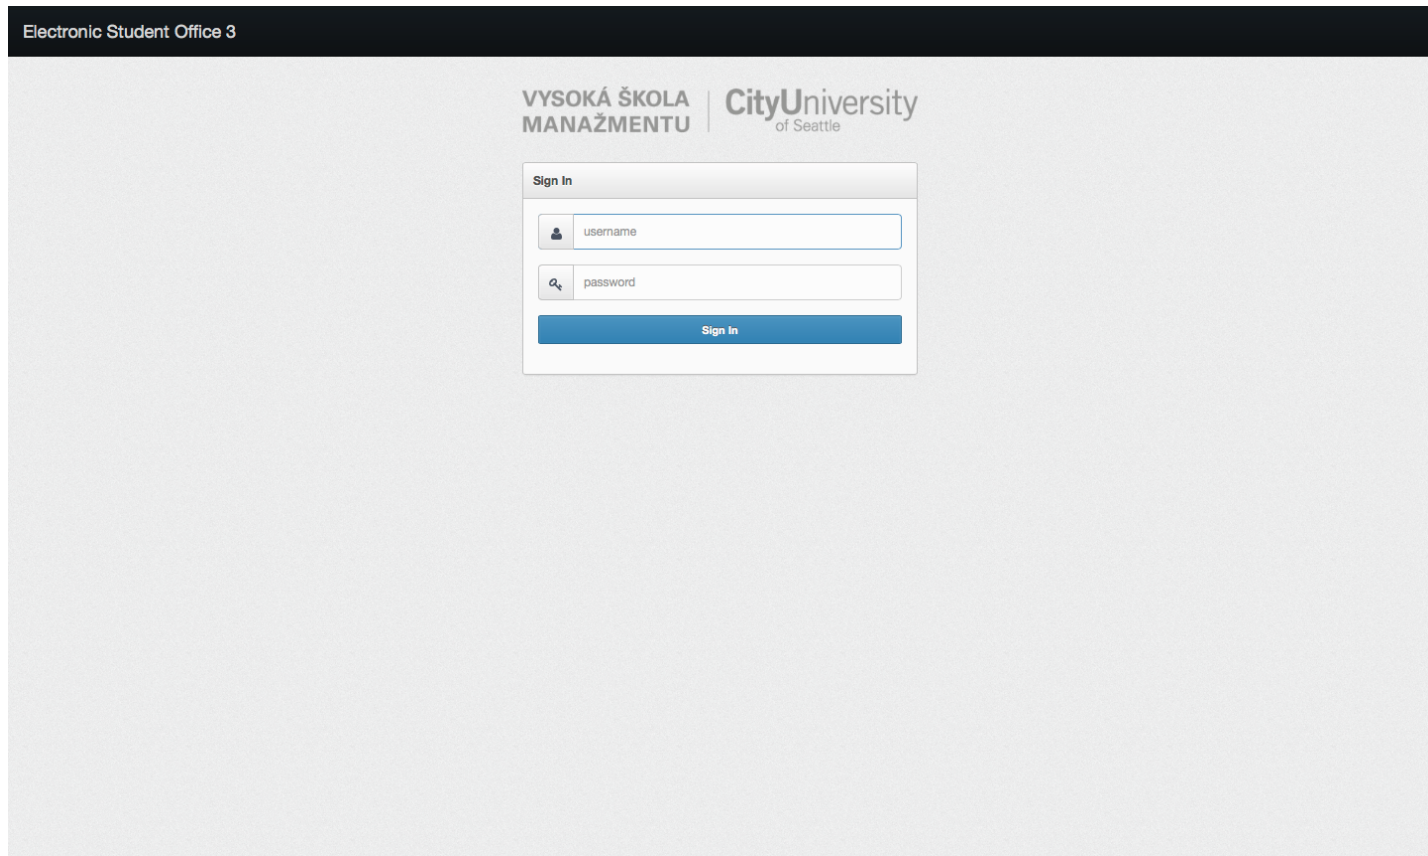 Electronic Student Office 3
VYSOKÁ ŠKOLA
MANAŽMENTU
CityUniversity
of Seattle
Sign In
username
password
Sign In